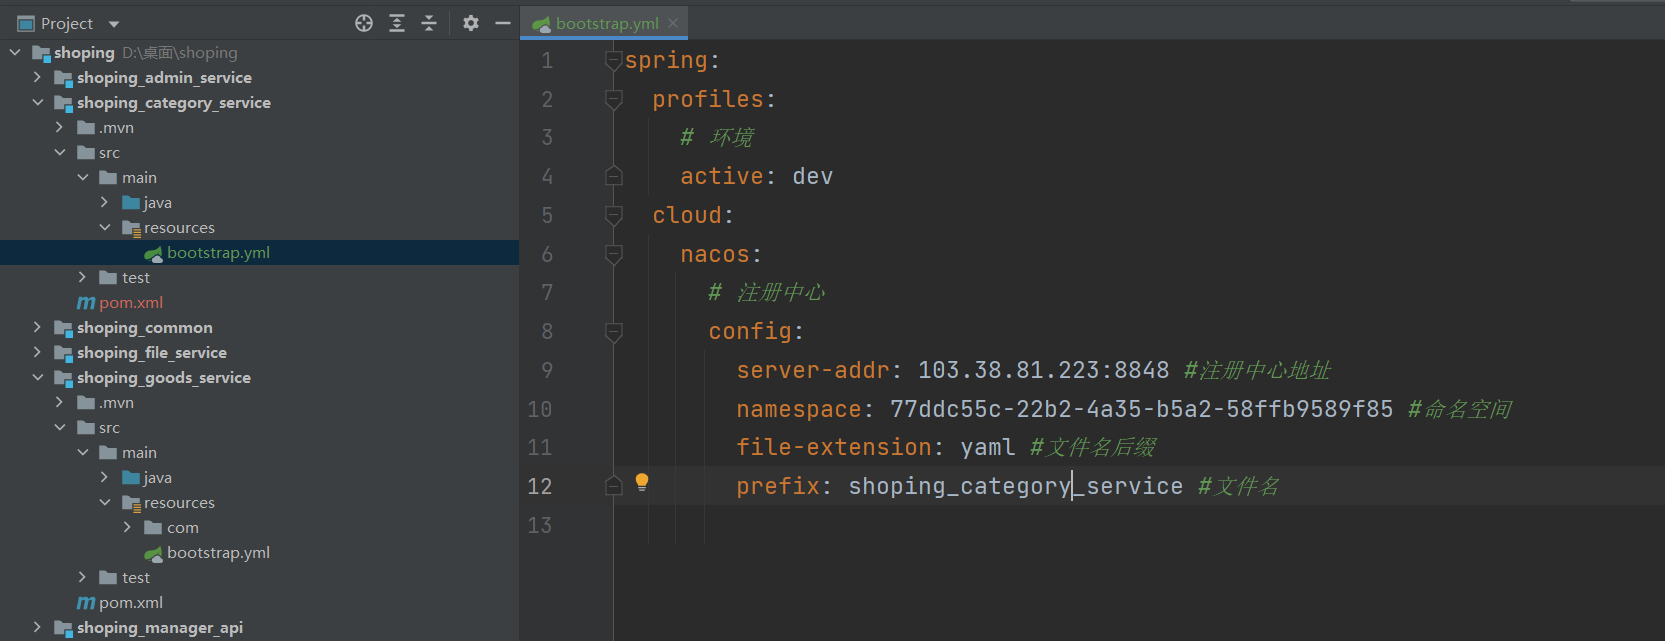 Project
shoping D:\桌面\shoping
shoping_admin_service
shoping_category_service
.mvn
src
main
java
resources
bootstrap.yml
test
pom.xml
shoping_common
shoping_file_service
shoping_goods_service
.mvn
src
main
java
resources
com
bootstrap.yml
test
pom.xml
shoping_manager_api
bootstrap.yml
1 spring:
2 profiles:
3 # 环境
4 active: dev
5 cloud:
6 nacos:
7 # 注册中心
8 config:
9 server-addr: 103.38.81.223:8848 #注册中心地址
10 namespace: 77ddc55c-22b2-4a35-b5a2-58ffb9589f85 #命名空间
11 file-extension: yaml #文件名后缀
12 prefix: shoping_category_service #文件名
13